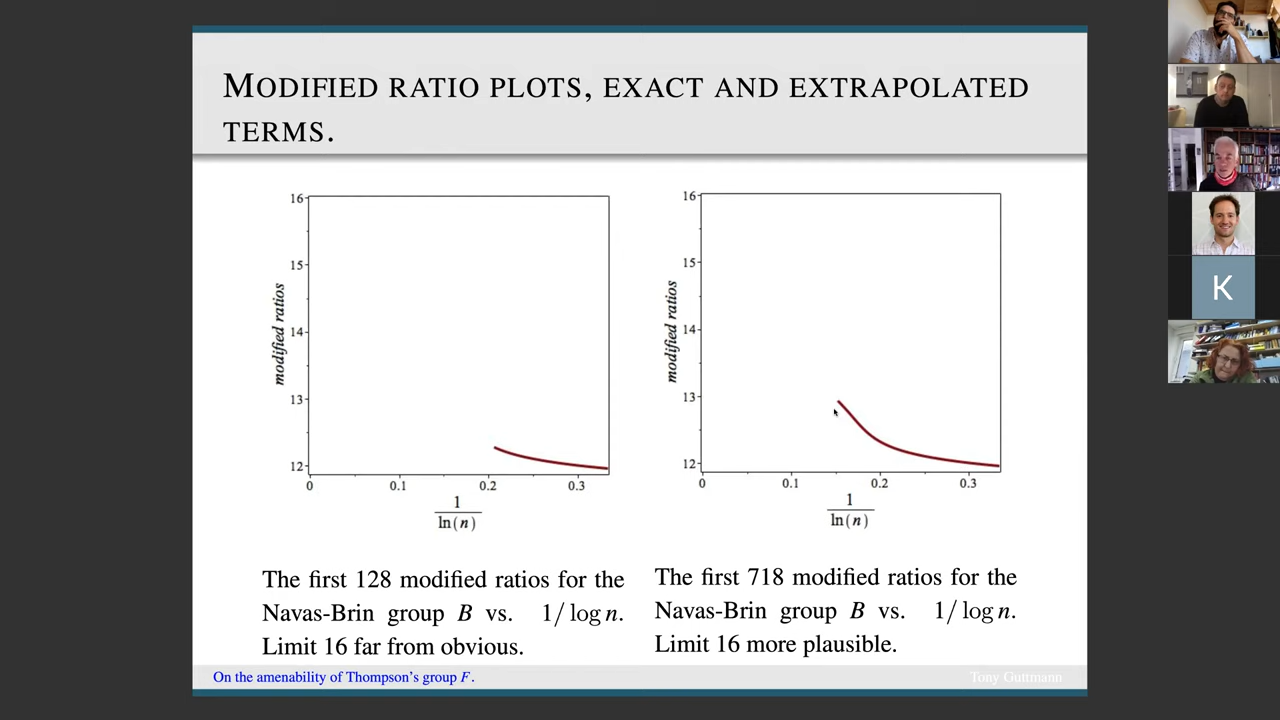 MODIFIED RATIO PLOTS, EXACT AND EXTRAPOLATED
TERMS.
16
15
14
13
12
modified ratios
0
0.1
0.2
0.3
1
ln(n)
16
15
14
13
12
modified ratios
0
0.1
0.2
0.3
1
ln(n)
The first 128 modified ratios for the
Navas-Brin group B vs. 1/ log n.
Limit 16 far from obvious.
The first 718 modified ratios for the
Navas-Brin group B vs. 1/ log n.
Limit 16 more plausible.
On the amenability of Thompson's group F.
Tony Guttmann
K